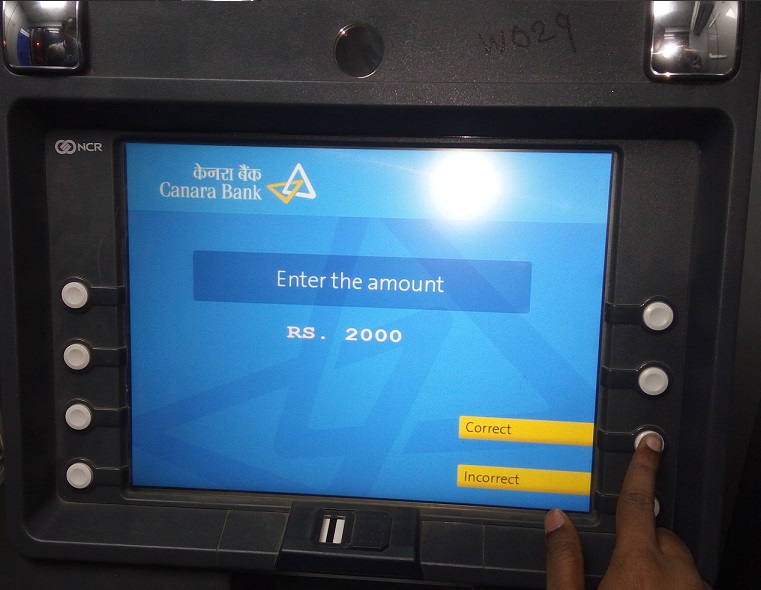 W029
NCR
केनरा बैंक
Canara Bank
Enter the amount
RS. 2000
Correct
Incorrect